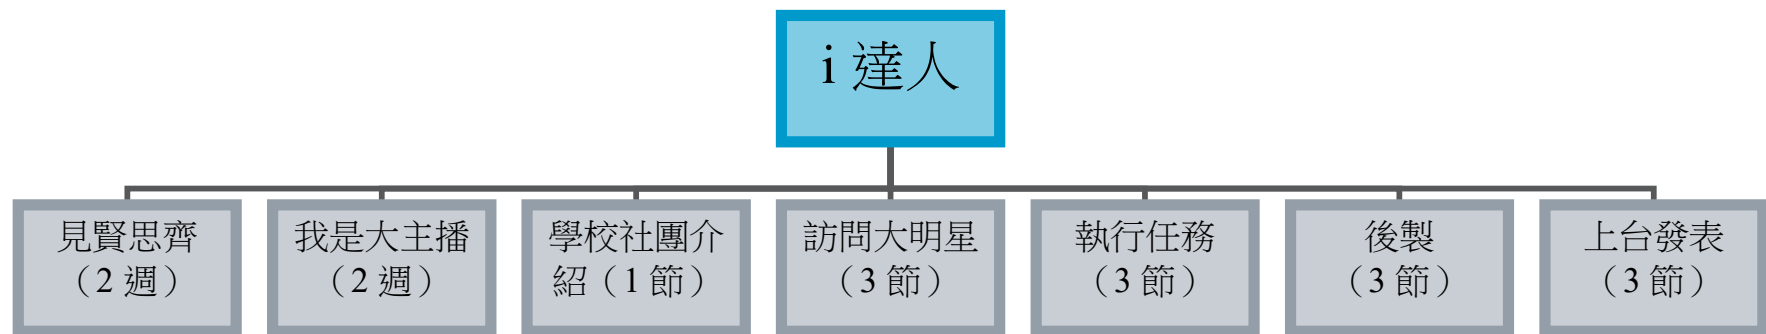 i 達人
見賢思齊
（2 週）
我是大主播
（2 週）
學校社團介
紹（1 節）
訪問大明星
（3 節）
執行任務
（3 節）
後製
（3 節）
上台發表
（3 節）